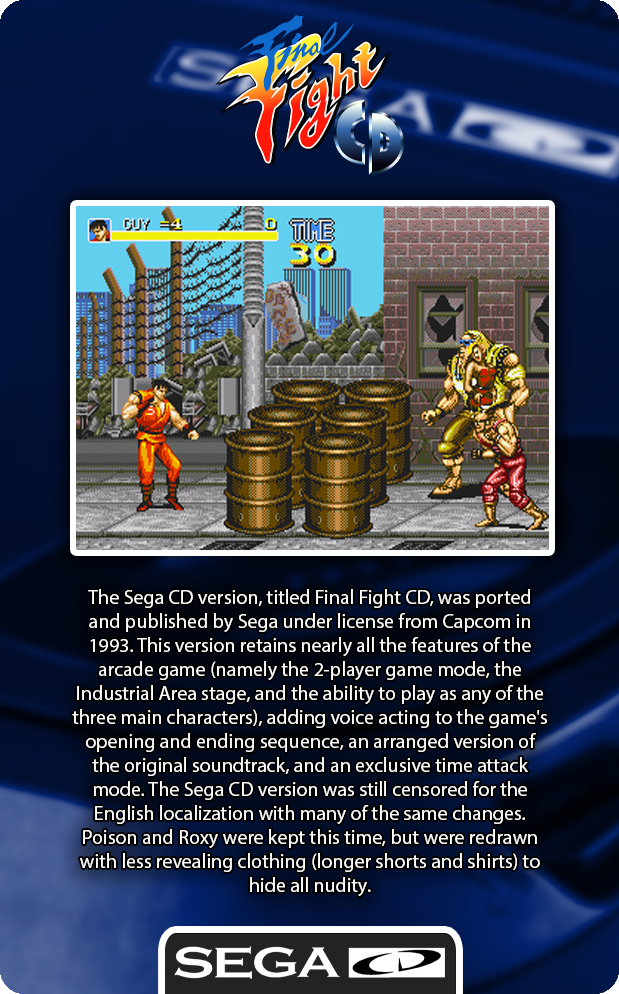 SEGA CD
Final
Fight
CD
GUY =4 0 TIME
30
The Sega CD version, titled Final Fight CD, was ported
and published by Sega under license from Capcom in
1993. This version retains nearly all the features of the
arcade game (namely the 2-player game mode, the
Industrial Area stage, and the ability to play as any of the
three main characters), adding voice acting to the game's
opening and ending sequence, an arranged version of
the original soundtrack, and an exclusive time attack
mode. The Sega CD version was still censored for the
English localization with many of the same changes.
Poison and Roxy were kept this time, but were redrawn
with less revealing clothing (longer shorts and shirts) to
hide all nudity.
SEGA CD